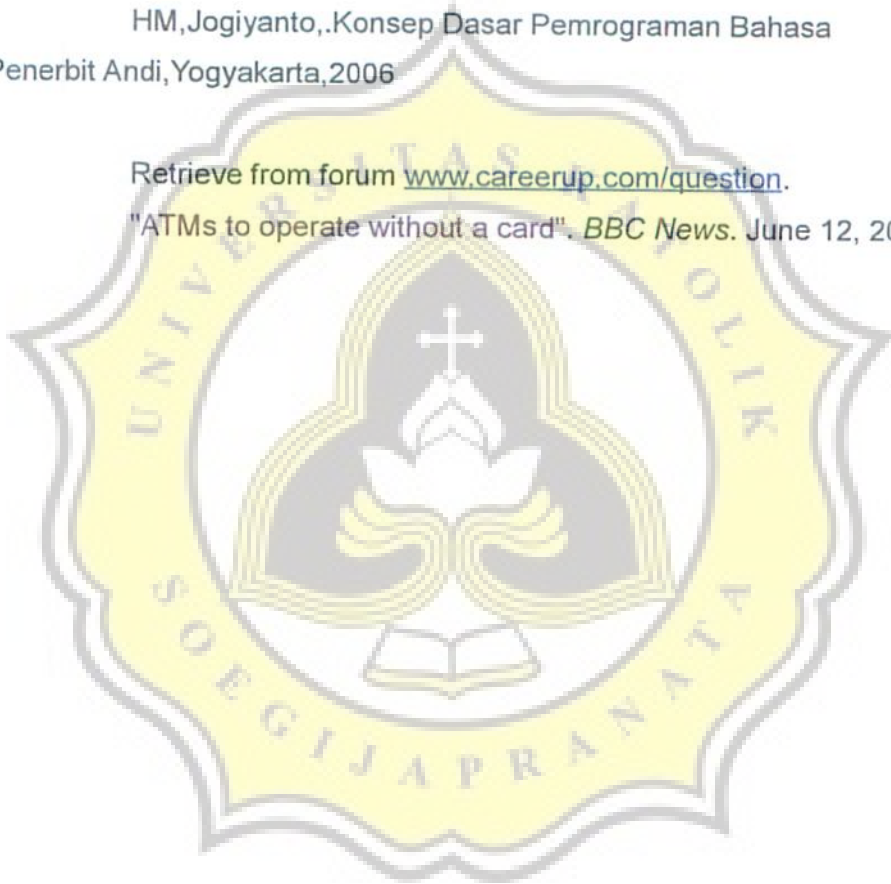 HM,Jogiyanto,.Konsep Dasar Pemrograman Bahasa
Penerbit Andi,Yogyakarta,2006
Retrieve from forum www.careerup.com/question.
"ATMs to operate without a card". BBC News. June 12, 20
UNIVERSITAS KATOLIK
SOEGIJAPRANATA